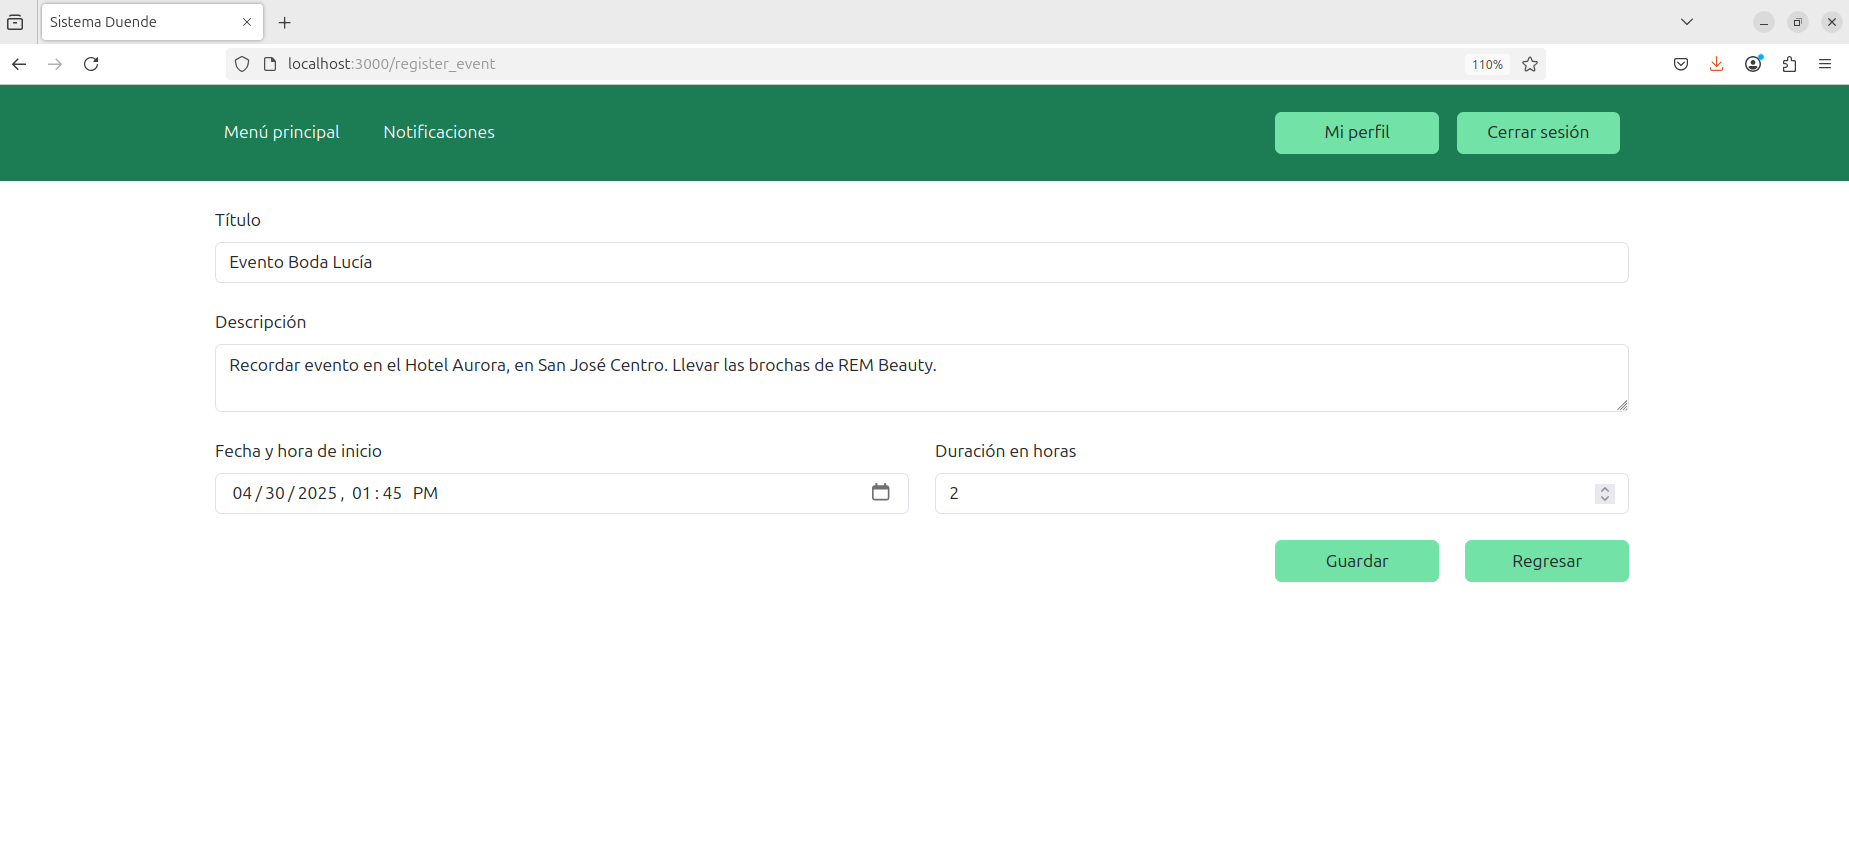 Sistema Duende
localhost:3000/register_event
110%
Menú principal Notificaciones Mi perfil Cerrar sesión
Título
Evento Boda Lucía
Descripción
Recordar evento en el Hotel Aurora, en San José Centro. Llevar las brochas de REM Beauty.
Fecha y hora de inicio
04/30/2025, 01:45 PM
Duración en horas
2
Guardar Regresar